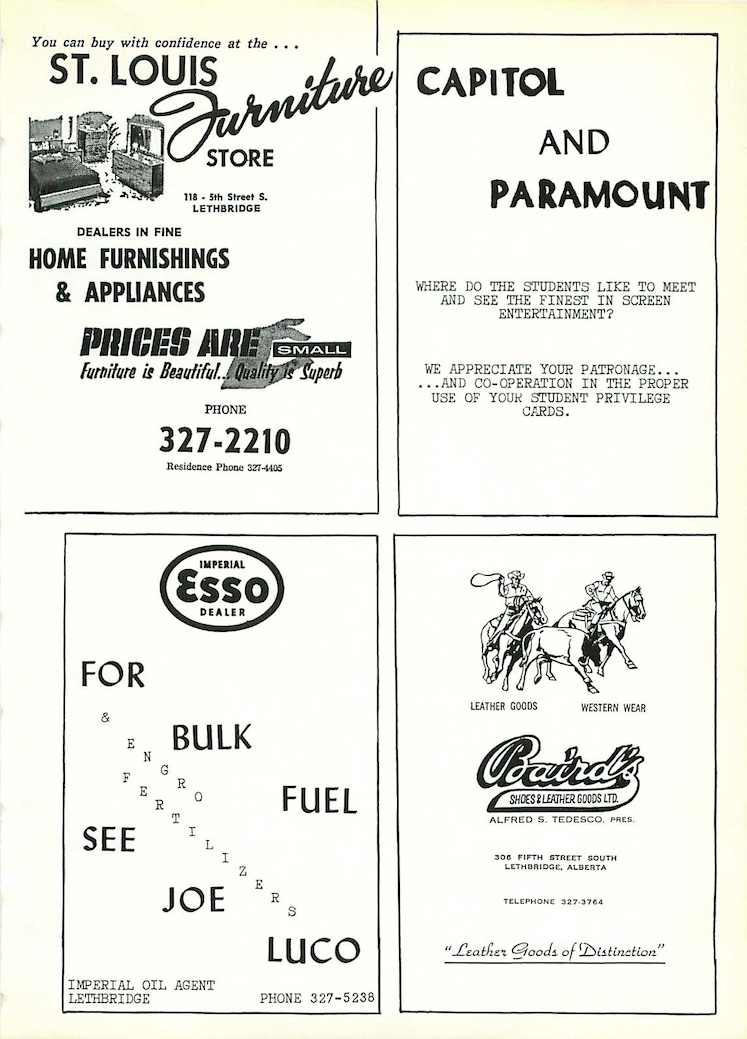 You can buy with confidence at the ...
ST. LOUIS
Furniture
STORE
118 - 5th Street S.
LETHBRIDGE
DEALERS IN FINE
HOME FURNISHINGS
& APPLIANCES
PRICES ARE SMALL
Furniture is Beautiful... Quality is Superb
PHONE
327-2210
Residence Phone 327-4405
CAPITOL
AND
PARAMOUNT
WHERE DO THE STUDENTS LIKE TO MEET
AND SEE THE FINEST IN SCREEN
ENTERTAINMENT?
WE APPRECIATE YOUR PATRONAGE...
...AND CO-OPERATION IN THE PROPER
USE OF YOUR STUDENT PRIVILEGE
CARDS.
IMPERIAL
Esso
DEALER
FOR
BULK
FUEL
& ENGRO
FERTILIZERS
SEE
JOE
LUCO
IMPERIAL OIL AGENT
LETHBRIDGE PHONE 327-5238
LEATHER GOODS WESTERN WEAR
Baird's
SHOES & LEATHER GOODS LTD.
ALFRED S. TEDESCO, PRES.
306 FIFTH STREET SOUTH
LETHBRIDGE, ALBERTA
TELEPHONE 327-3764
"Leather Goods of Distinction"